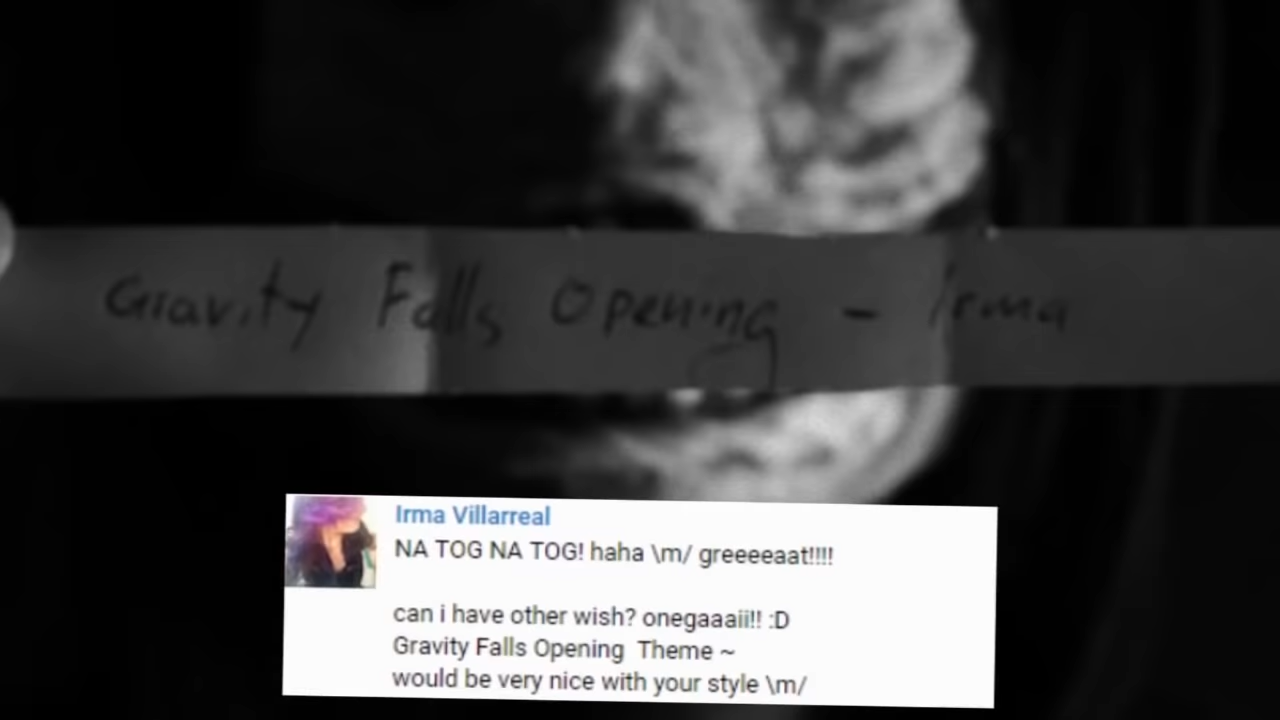 Gravity Falls Opening - Irma
Irma Villarreal
NA TOG NA TOG! haha \m/ greeeeaat!!!!
can i have other wish? onegaaaii!! :D
Gravity Falls Opening Theme ~
would be very nice with your style \m/